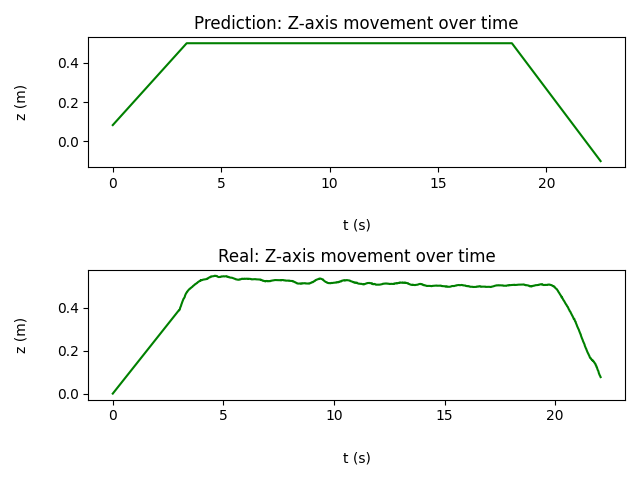 Prediction: Z-axis movement over time
0.4
0.2
0.0
z (m)
0 5 10 15 20
t (s)
Real: Z-axis movement over time
0.4
0.2
0.0
z (m)
0 5 10 15 20
t (s)